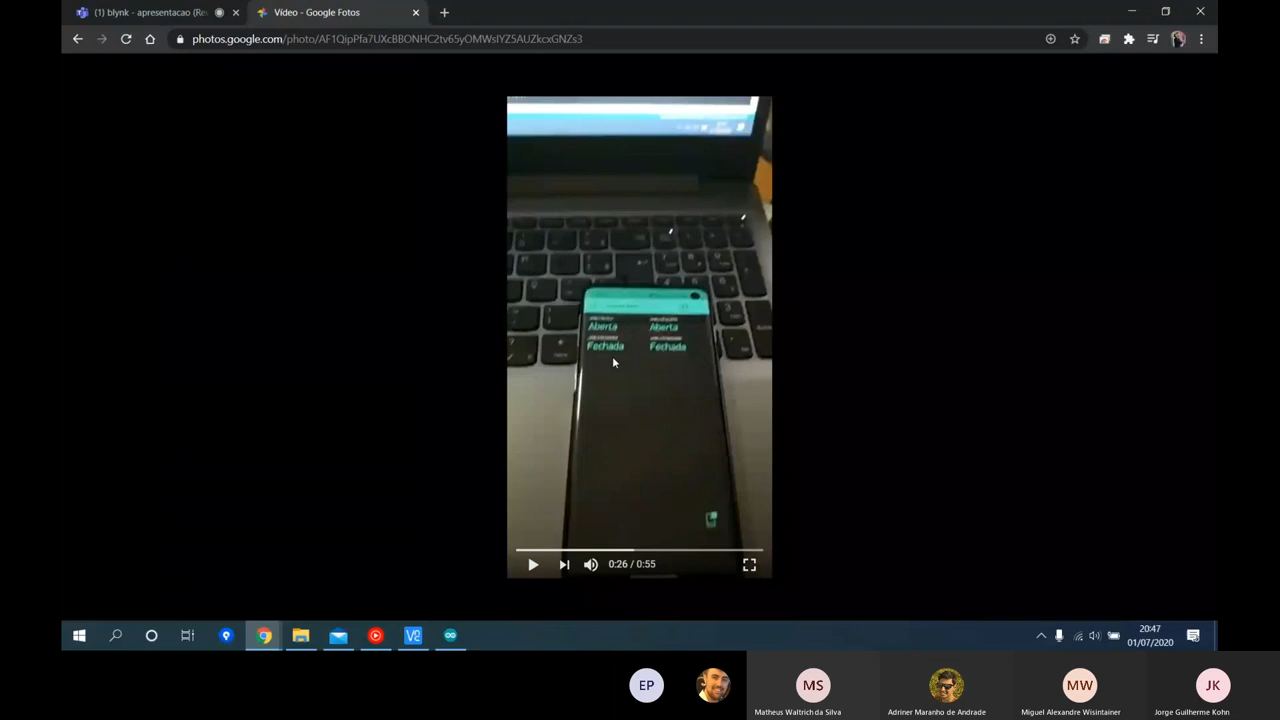 (1) blynk - apresentacao (Re
Vídeo - Google Fotos
photos.google.com/photo/AF1QipPfa7UXcBBONHC2tv65yOMWsIYZ5AUZkcxGNZs3
Aberta Aberta
Fechada Fechada
0:26 / 0:55
20:47
01/07/2020
EP
MS
MW
JK
Matheus Waltrich da Silva
Adriner Maranho de Andrade
Miguel Alexandre Wisintainer
Jorge Guilherme Kohn